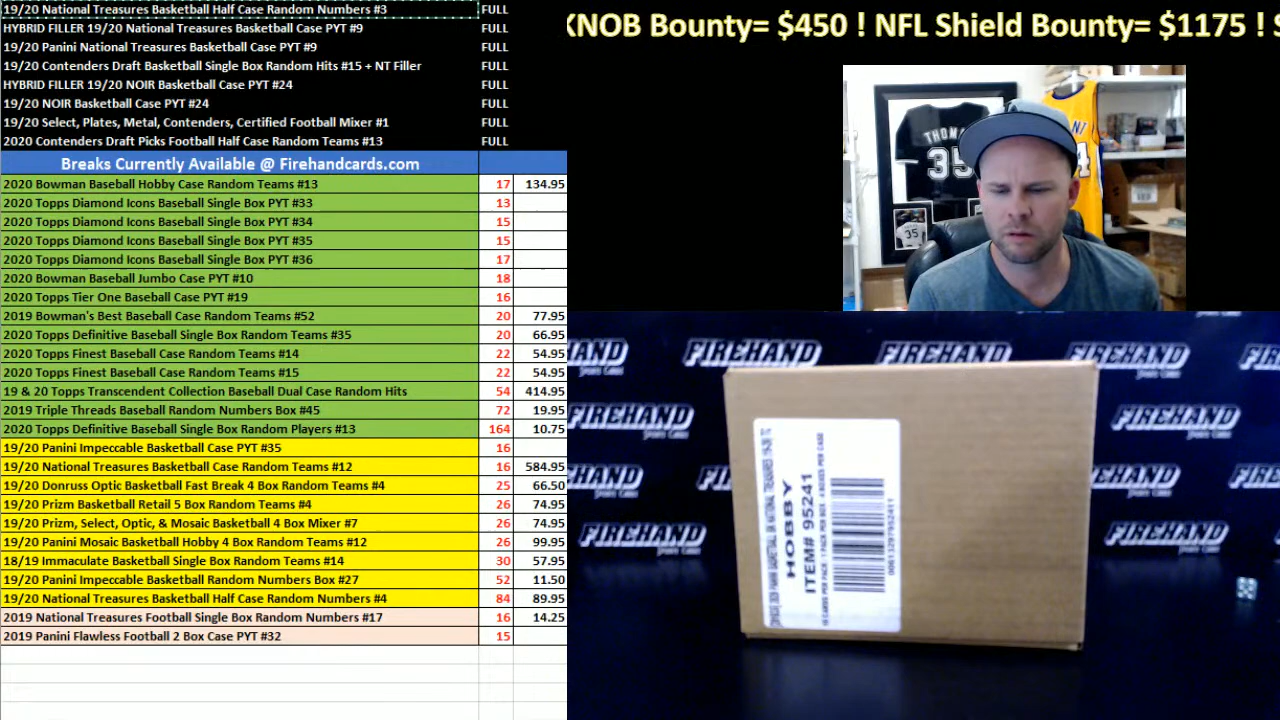 19/20 National Treasures Basketball Half Case Random Numbers #3 FULL
HYBRID FILLER 19/20 National Treasures Basketball Case PYT #9 FULL
19/20 Panini National Treasures Basketball Case PYT #9 FULL
19/20 Contenders Draft Basketball Single Box Random Hits #15 + NT Filler FULL
HYBRID FILLER 19/20 NOIR Basketball Case PYT #24 FULL
19/20 NOIR Basketball Case PYT #24 FULL
19/20 Select, Plates, Metal, Contenders, Certified Football Mixer #1 FULL
2020 Contenders Draft Picks Football Half Case Random Teams #13 FULL
Breaks Currently Available @ Firehandcards.com
2020 Bowman Baseball Hobby Case Random Teams #13 17 134.95
2020 Topps Diamond Icons Baseball Single Box PYT #33 13
2020 Topps Diamond Icons Baseball Single Box PYT #34 15
2020 Topps Diamond Icons Baseball Single Box PYT #35 15
2020 Topps Diamond Icons Baseball Single Box PYT #36 17
2020 Bowman Baseball Jumbo Case PYT #10 18
2020 Topps Tier One Baseball Case PYT #19 16
2019 Bowman's Best Baseball Case Random Teams #52 20 77.95
2020 Topps Definitive Baseball Single Box Random Teams #35 20 66.95
2020 Topps Finest Baseball Case Random Teams #14 22 54.95
2020 Topps Finest Baseball Case Random Teams #15 22 54.95
19 & 20 Topps Transcendent Collection Baseball Dual Case Random Hits 54 414.95
2019 Triple Threads Baseball Random Numbers Box #45 72 19.95
2020 Topps Definitive Baseball Single Box Random Players #13 164 10.75
19/20 Panini Impeccable Basketball Case PYT #35 16
19/20 National Treasures Basketball Case Random Teams #12 16 584.95
19/20 Donruss Optic Basketball Fast Break 4 Box Random Teams #4 25 66.50
19/20 Prizm Basketball Retail 5 Box Random Teams #4 26 74.95
19/20 Prizm, Select, Optic, & Mosaic Basketball 4 Box Mixer #7 26 74.95
19/20 Panini Mosaic Basketball Hobby 4 Box Random Teams #12 26 99.95
18/19 Immaculate Basketball Single Box Random Teams #14 30 57.95
19/20 Panini Impeccable Basketball Random Numbers Box #27 52 11.50
19/20 National Treasures Basketball Half Case Random Numbers #4 84 89.95
2019 National Treasures Football Single Box Random Numbers #17 16 14.25
2019 Panini Flawless Football 2 Box Case PYT #32 15
KNOB Bounty= $450 ! NFL Shield Bounty= $1175 !
THOM
35
35
NT
4
HAND FIREHAND FIREHAND FIRE
FIREHAND FIREHAND
FIREHAND
FIREHAND FIREHAND
HOBBY
ITEM# 95241